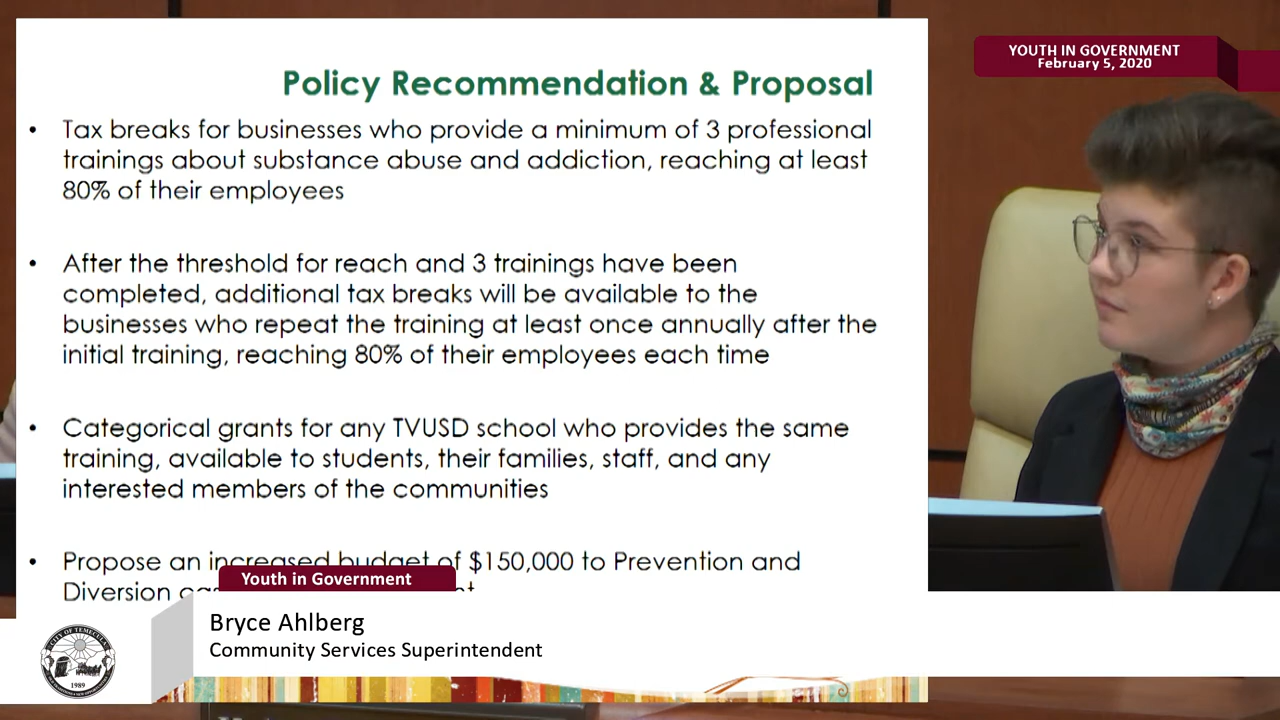 Policy Recommendation & Proposal
YOUTH IN GOVERNMENT
February 5, 2020
• Tax breaks for businesses who provide a minimum of 3 professional
trainings about substance abuse and addiction, reaching at least
80% of their employees
• After the threshold for reach and 3 trainings have been
completed, additional tax breaks will be available to the
businesses who repeat the training at least once annually after the
initial training, reaching 80% of their employees each time
• Categorical grants for any TVUSD school who provides the same
training, available to students, their families, staff, and any
interested members of the communities
• Propose an increased budget of $150,000 to Prevention and
Diversion
Youth in Government
Bryce Ahlberg
Community Services Superintendent
CITY OF TEMECULA
1989